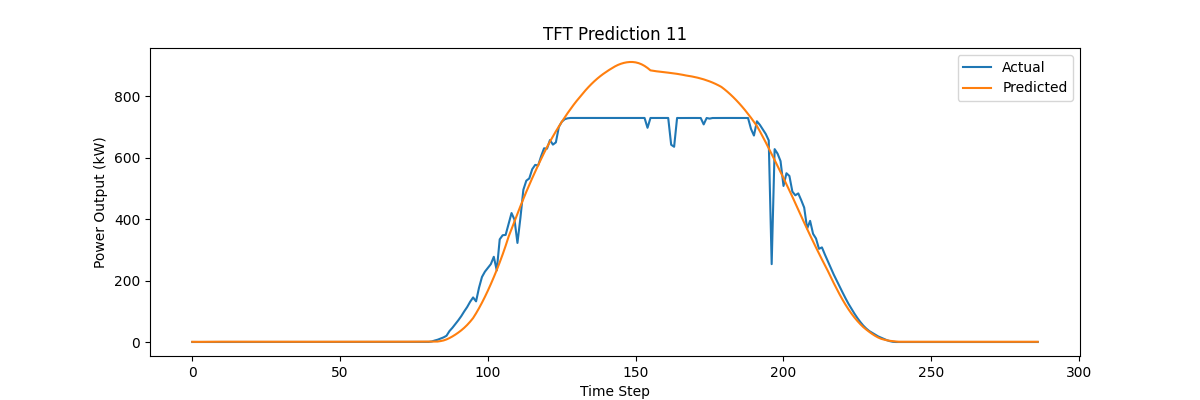 TFT Prediction 11
Actual
Predicted
Power Output (kW)
800
600
400
200
0
0 50 100 150 200 250 300
Time Step